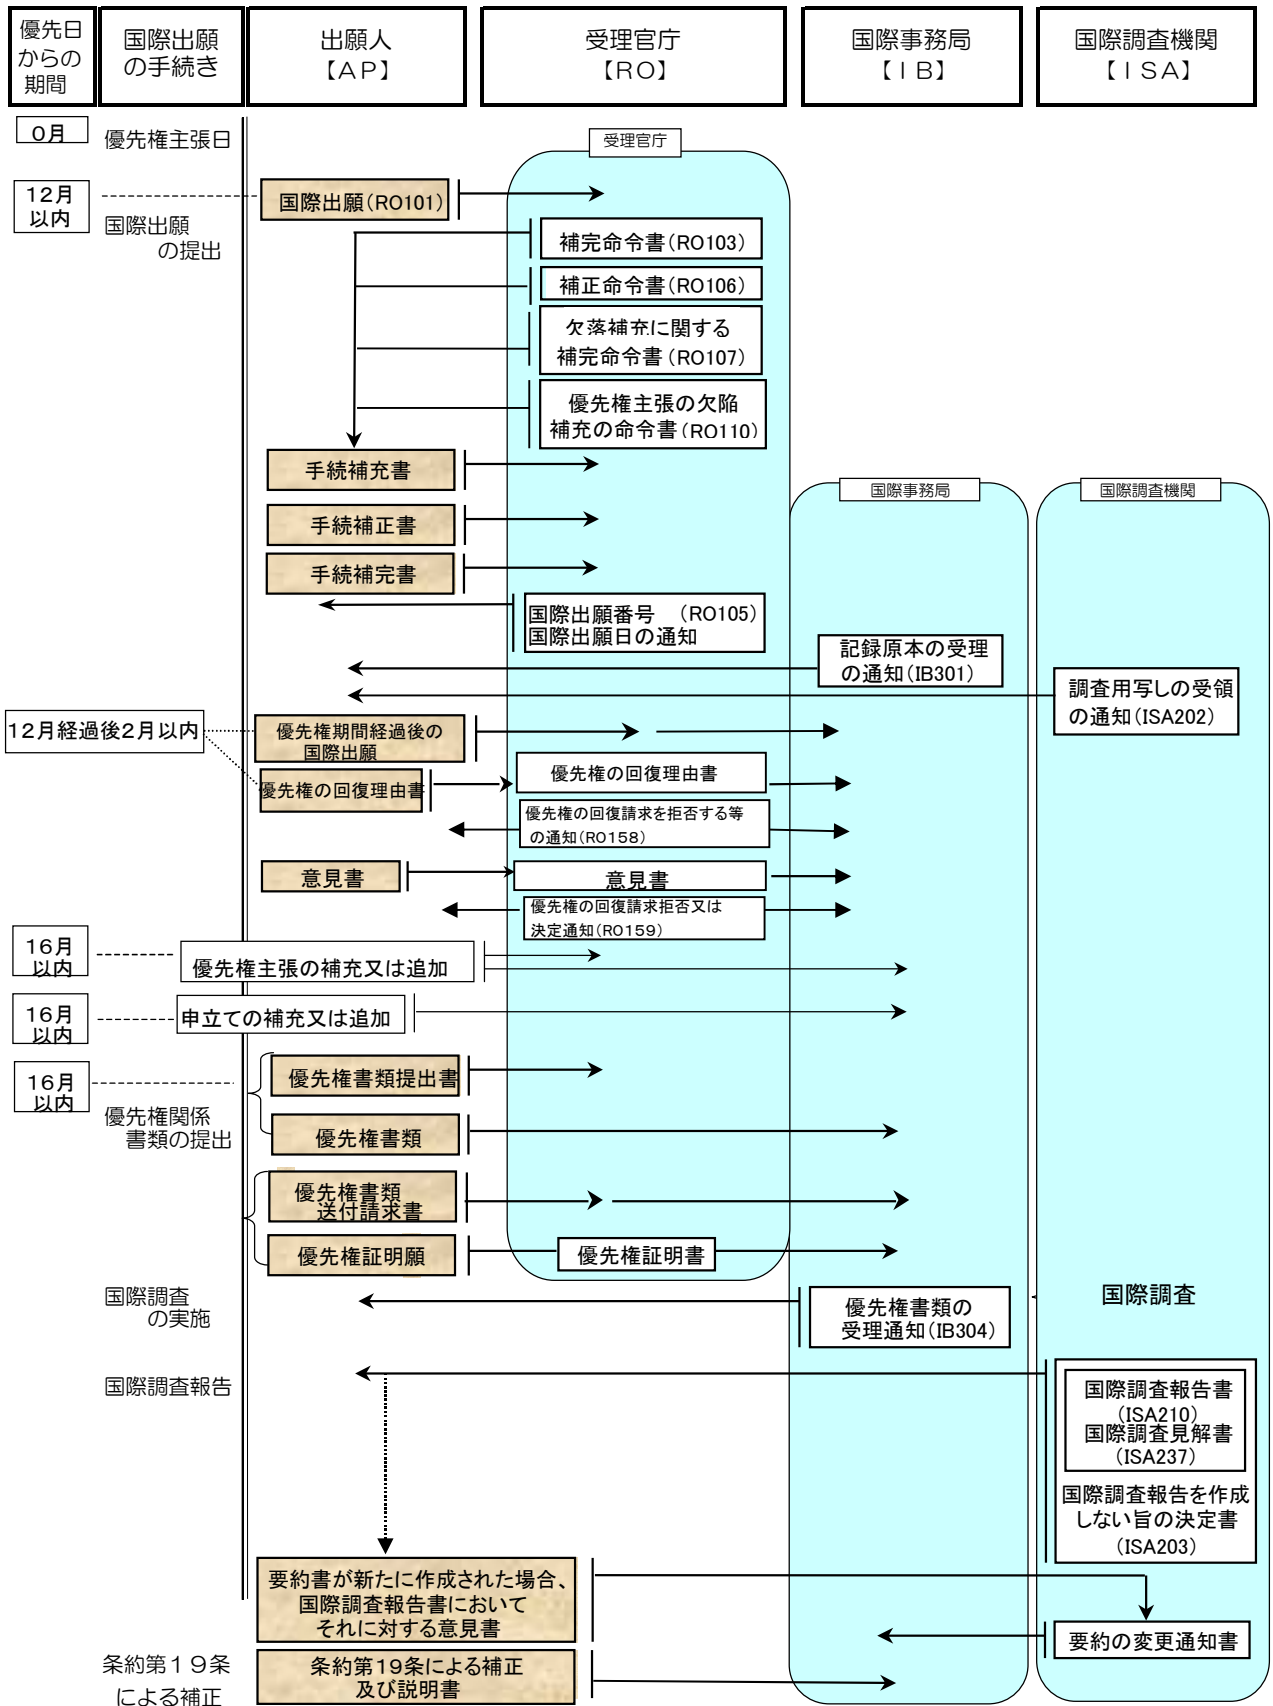 優先日
からの
期間
国際出願
の手続き
出願人
【AP】
受理官庁
【RO】
国際事務局
【IB】
国際調査機関
【ISA】
0月
優先権主張日
受理官庁
12月
以内
国際出願
の提出
国際出願(RO101)
補完命令書(RO103)
補正命令書(RO106)
欠落補充に関する
補完命令書(RO107)
優先権主張の欠陥
補充の命令書(RO110)
手続補充書
国際事務局
国際調査機関
手続補正書
手続補完書
国際出願番号 (RO105)
国際出願日の通知
記録原本の受理
の通知(IB301)
調査用写しの受領
の通知(ISA202)
12月経過後2月以内
優先権期間経過後の
国際出願
優先権の回復理由書
優先権の回復理由書
優先権の回復請求を拒否する等
の通知(RO158)
意見書
意見書
優先権の回復請求拒否又は
決定通知(RO159)
16月
以内
優先権主張の補充又は追加
16月
以内
申立ての補充又は追加
16月
以内
優先権関係
書類の提出
優先権書類提出書
優先権書類
優先権書類
送付請求書
優先権証明願
優先権証明書
国際調査
の実施
優先権書類の
受理通知(IB304)
国際調査
国際調査報告
国際調査報告書
(ISA210)
国際調査見解書
(ISA237)
国際調査報告を作成
しない旨の決定書
(ISA203)
要約書が新たに作成された場合、
国際調査報告書において
それに対する意見書
要約の変更通知書
条約第19条
による補正
条約第19条による補正
及び説明書